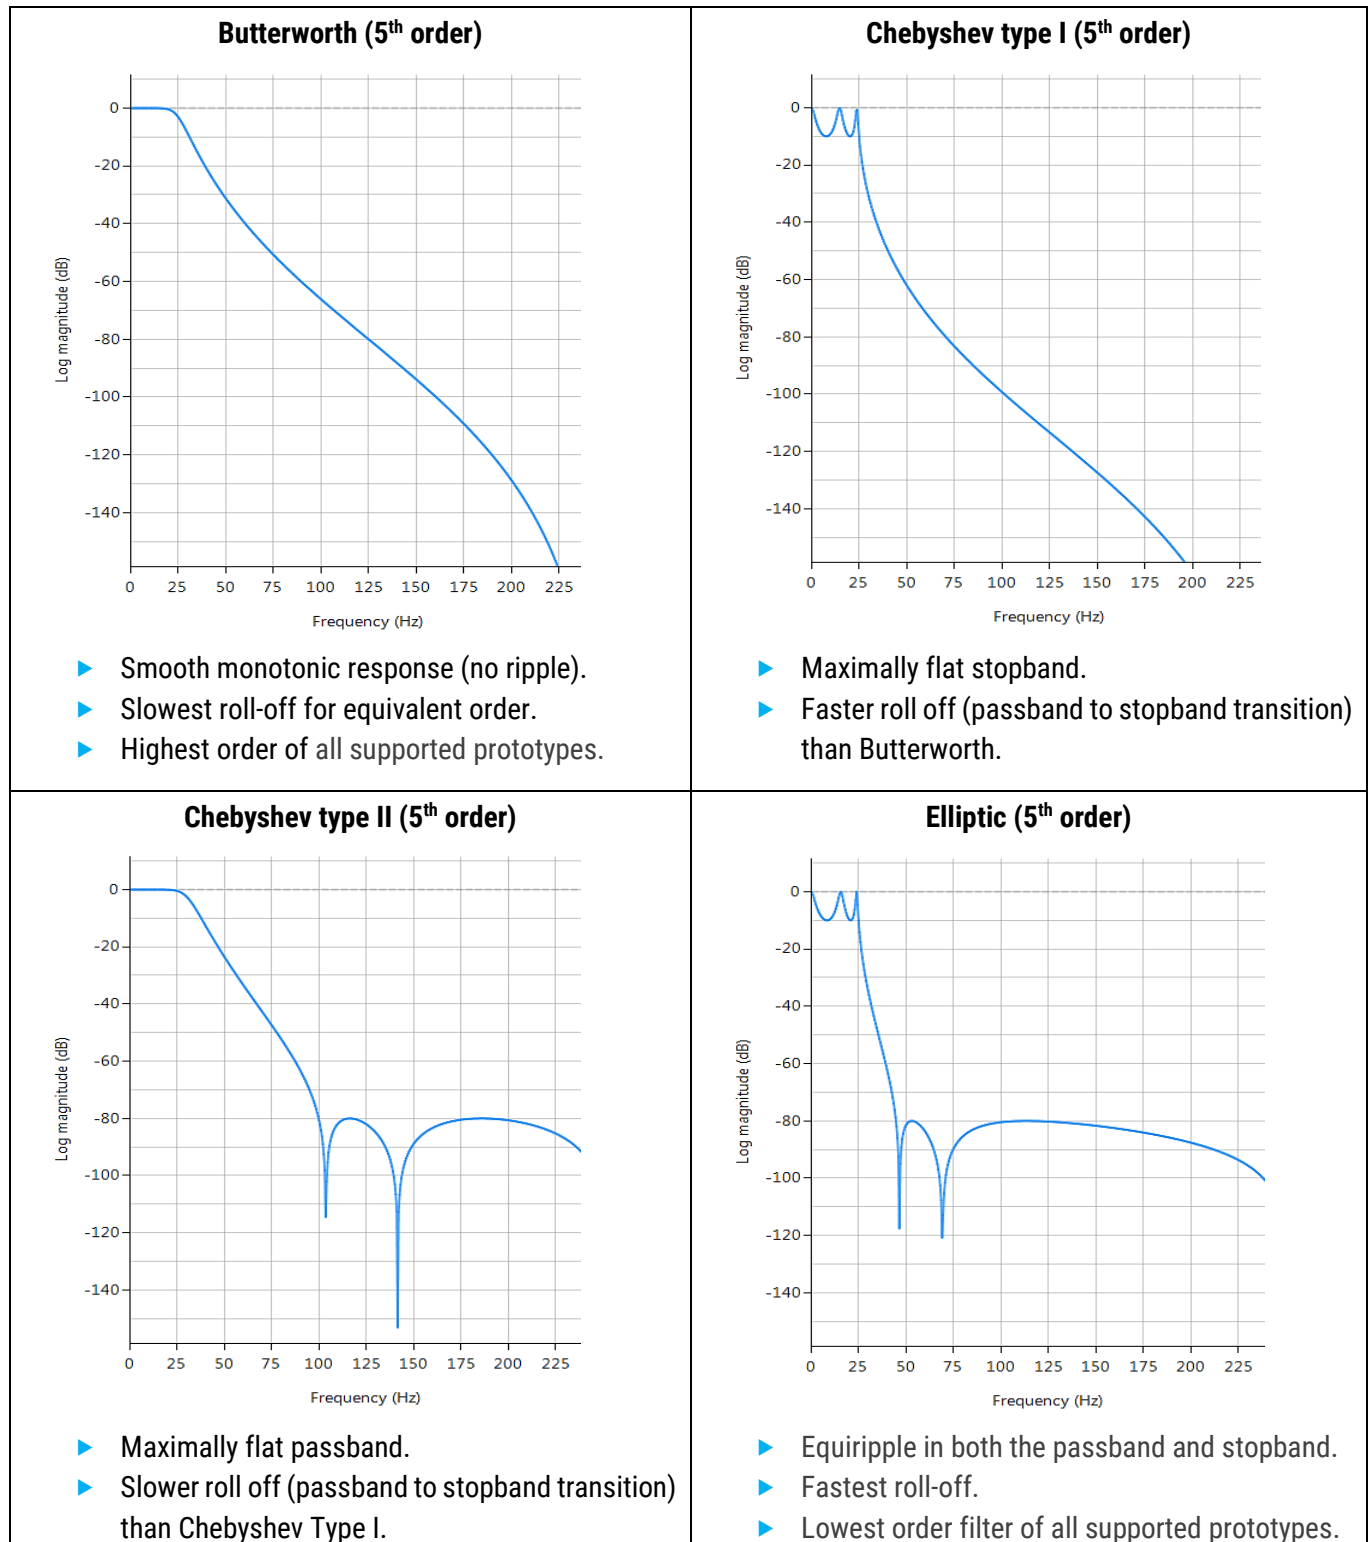 Butterworth (5th order)
0
-20
-40
-60
-80
-100
-120
-140
Log magnitude (dB)
0 25 50 75 100 125 150 175 200 225
Frequency (Hz)
Smooth monotonic response (no ripple).
Slowest roll-off for equivalent order.
Highest order of all supported prototypes.
Chebyshev type I (5th order)
0
-20
-40
-60
-80
-100
-120
-140
Log magnitude (dB)
0 25 50 75 100 125 150 175 200 225
Frequency (Hz)
Maximally flat stopband.
Faster roll off (passband to stopband transition)
than Butterworth.
Chebyshev type II (5th order)
0
-20
-40
-60
-80
-100
-120
-140
Log magnitude (dB)
0 25 50 75 100 125 150 175 200 225
Frequency (Hz)
Maximally flat passband.
Slower roll off (passband to stopband transition)
than Chebyshev Type I.
Elliptic (5th order)
0
-20
-40
-60
-80
-100
-120
-140
Log magnitude (dB)
0 25 50 75 100 125 150 175 200 225
Frequency (Hz)
Equiripple in both the passband and stopband.
Fastest roll-off.
Lowest order filter of all supported prototypes.